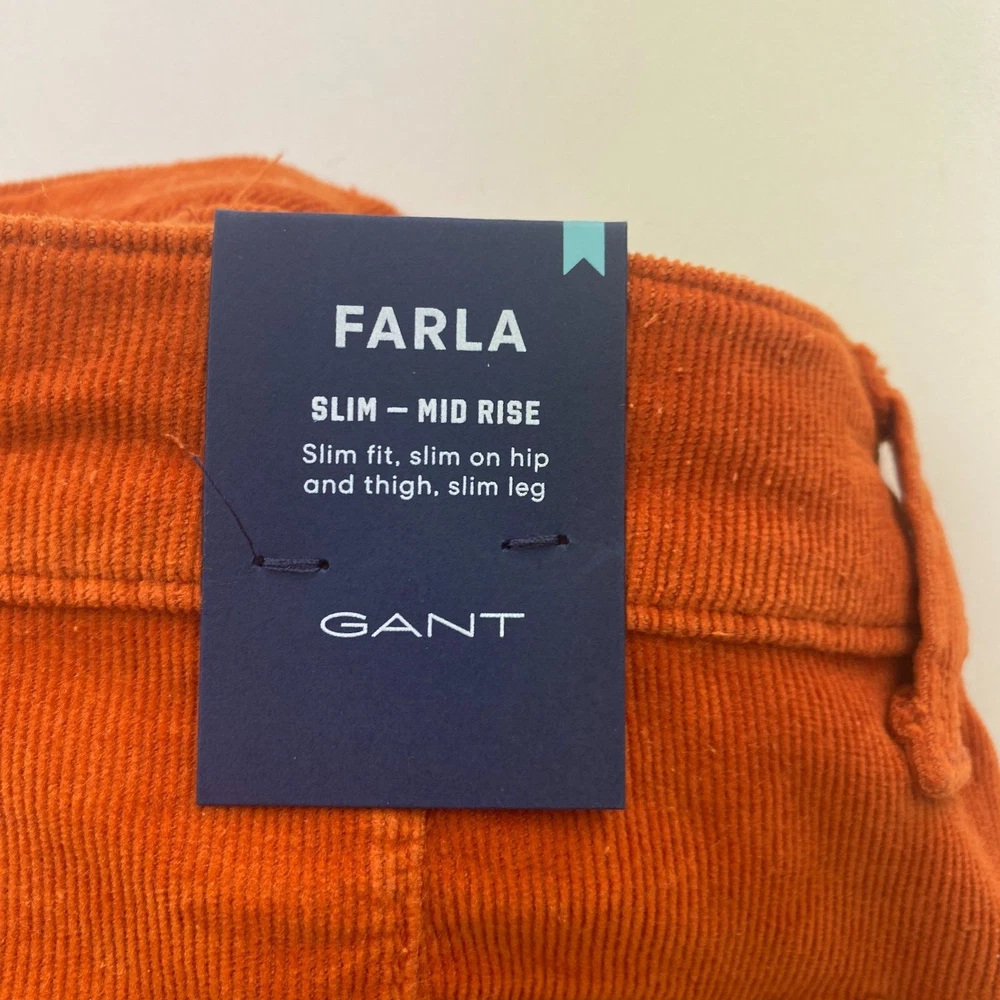 FARLA
SLIM — MID RISE
Slim fit, slim on hip
and thigh, slim leg
GANT